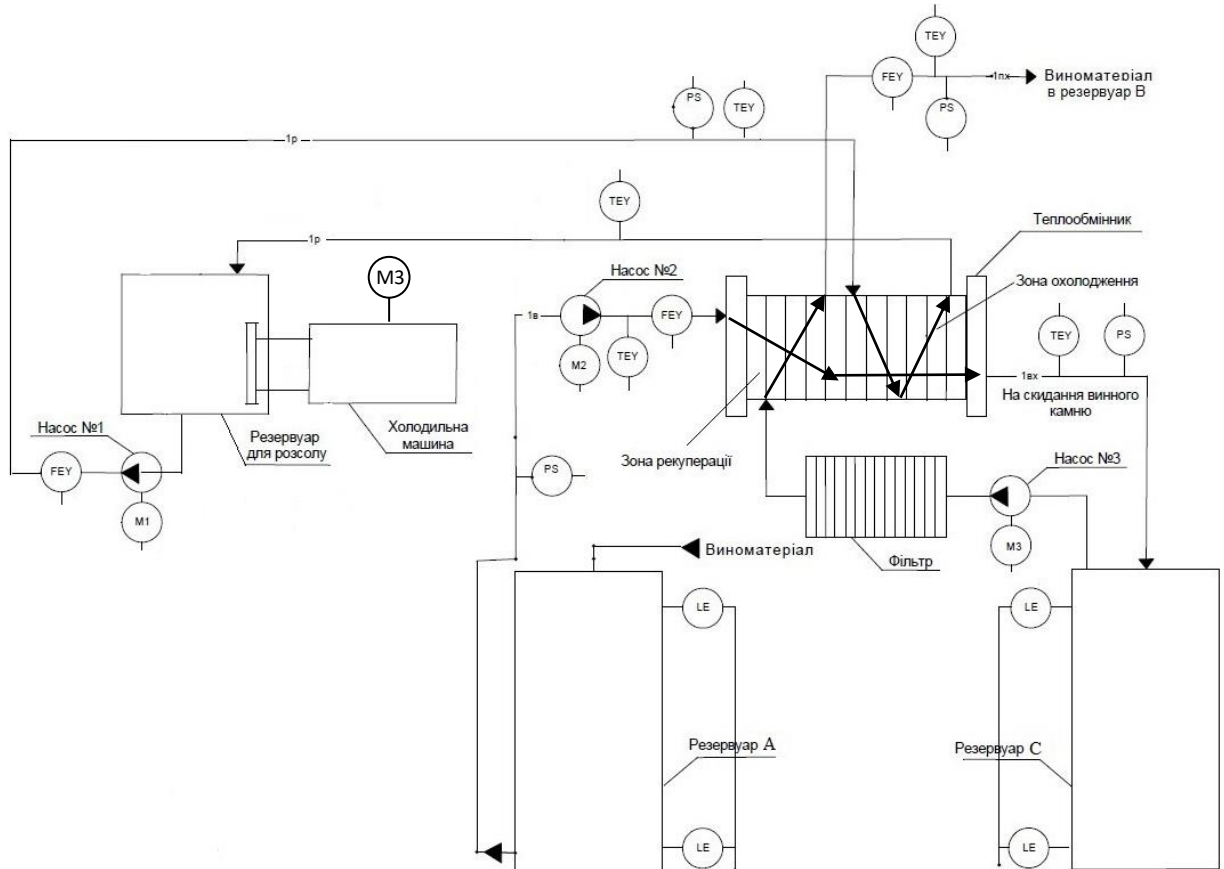 TEY
FEY
1пх
Виноматеріал
в резервуар В
PS
PS
TEY
1р
TEY
1р
Теплообмінник
М3
Насос №2
Зона охолодження
1в
FEY
TEY
PS
M2
TEY
1вх
На скидання винного
камню
Насос №1
Резервуар
для розсолу
Холодильна
машина
Зона рекуперації
Насос №3
FEY
PS
M1
M3
Виноматеріал
Фільтр
LE
LE
Резервуар А
Резервуар С
LE
LE